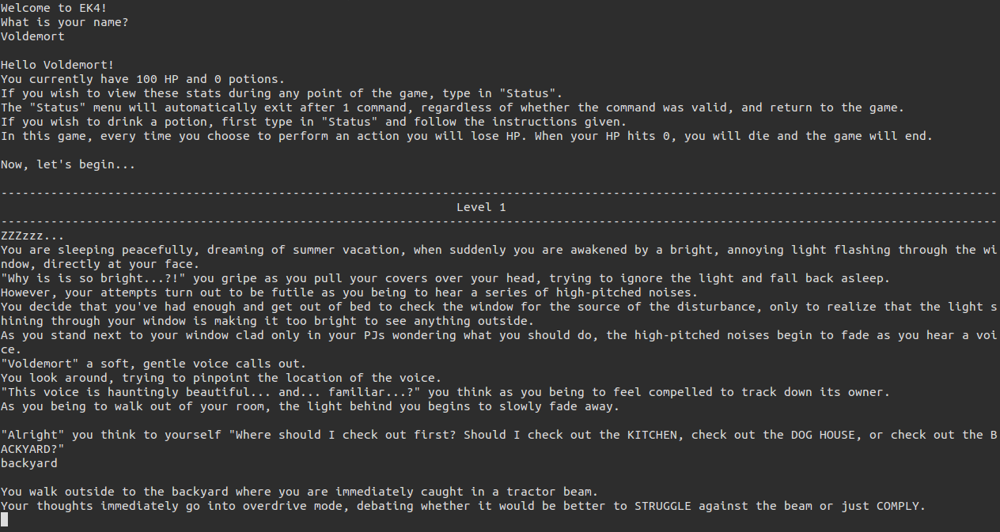 Welcome to EK4!
What is your name?
Voldemort
Hello Voldemort!
You currently have 100 HP and 0 potions.
If you wish to view these stats during any point of the game, type in "Status".
The "Status" menu will automatically exit after 1 command, regardless of whether the command was valid, and return to the game.
If you wish to drink a potion, first type in "Status" and follow the instructions given.
In this game, every time you choose to perform an action you will lose HP. When your HP hits 0, you will die and the game will end.
Now, let's begin...
--------------------------------------------------------------------------------------------------------------------------------------------
Level 1
--------------------------------------------------------------------------------------------------------------------------------------------
ZZZzzz...
You are sleeping peacefully, dreaming of summer vacation, when suddenly you are awakened by a bright, annoying light flashing through the wi
ndow, directly at your face.
"Why is is so bright...?!" you gripe as you pull your covers over your head, trying to ignore the light and fall back asleep.
However, your attempts turn out to be futile as you being to hear a series of high-pitched noises.
You decide that you've had enough and get out of bed to check the window for the source of the disturbance, only to realize that the light s
hining through your window is making it too bright to see anything outside.
As you stand next to your window clad only in your PJs wondering what you should do, the high-pitched noises begin to fade as you hear a voi
ce.
"Voldemort" a soft, gentle voice calls out.
You look around, trying to pinpoint the location of the voice.
"This voice is hauntingly beautiful... and... familiar...?" you think as you being to feel compelled to track down its owner.
As you being to walk out of your room, the light behind you begins to slowly fade away.
"Alright" you think to yourself "Where should I check out first? Should I check out the KITCHEN, check out the DOG HOUSE, or check out the B
ACKYARD?"
backyard
You walk outside to the backyard where you are immediately caught in a tractor beam.
Your thoughts immediately go into overdrive mode, debating whether it would be better to STRUGGLE against the beam or just COMPLY.